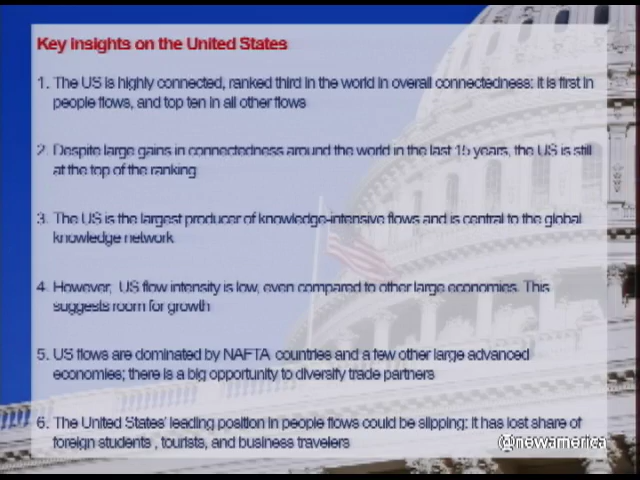 Key insights on the United States
1. The US is highly connected, ranked third in the world in overall connectedness: it is first in
people flows, and top ten in all other flows
2. Despite large gains in connectedness around the world in the last 15 years, the US is still
at the top of the ranking
3. The US is the largest producer of knowledge-intensive flows and is central to the global
knowledge network
4. However, US flow intensity is low, even compared to other large economies. This
suggests room for growth
5. US flows are dominated by NAFTA countries and a few other large advanced
economies; there is a big opportunity to diversify trade partners
6. The United States' leading position in people flows could be slipping: it has lost share of
foreign students , tourists, and business travelers
@newamerica